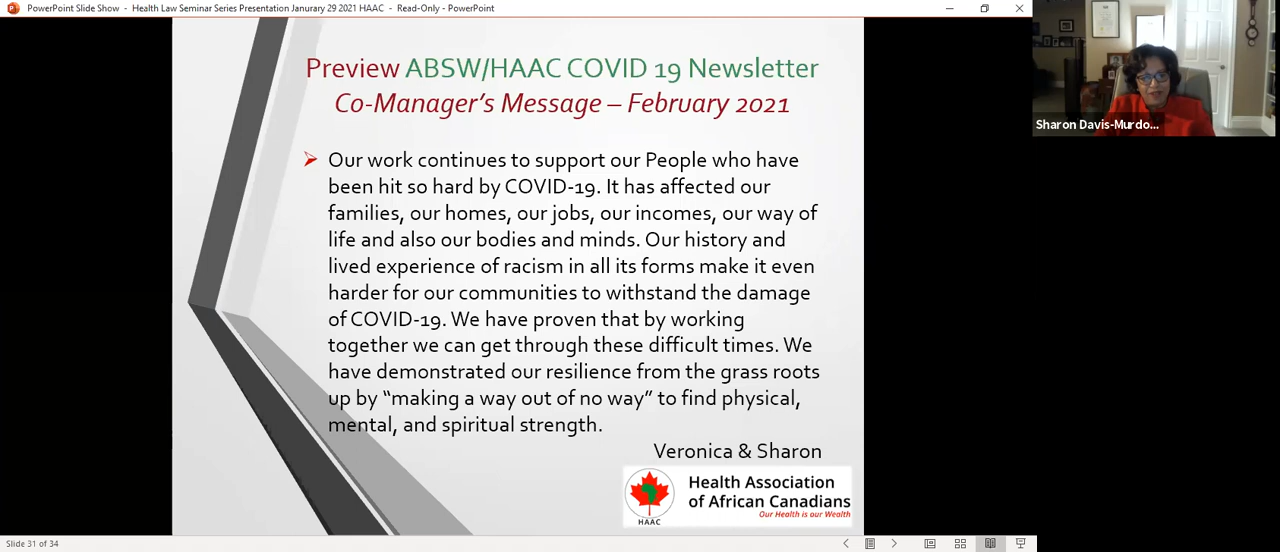 PowerPoint Slide Show - Health Law Seminar Series Presentation Janurary 29 2021 HAAC - Read-Only - PowerPoint
Preview ABSW/HAAC COVID 19 Newsletter
Co-Manager's Message – February 2021
Our work continues to support our People who have
been hit so hard by COVID-19. It has affected our
families, our homes, our jobs, our incomes, our way of
life and also our bodies and minds. Our history and
lived experience of racism in all its forms make it even
harder for our communities to withstand the damage
of COVID-19. We have proven that by working
together we can get through these difficult times. We
have demonstrated our resilience from the grass roots
up by “making a way out of no way” to find physical,
mental, and spiritual strength.
Veronica & Sharon
Health Association
of African Canadians
Our Health is our Wealth
HAAC
Slide 31 of 34
Sharon Davis-Murdo...